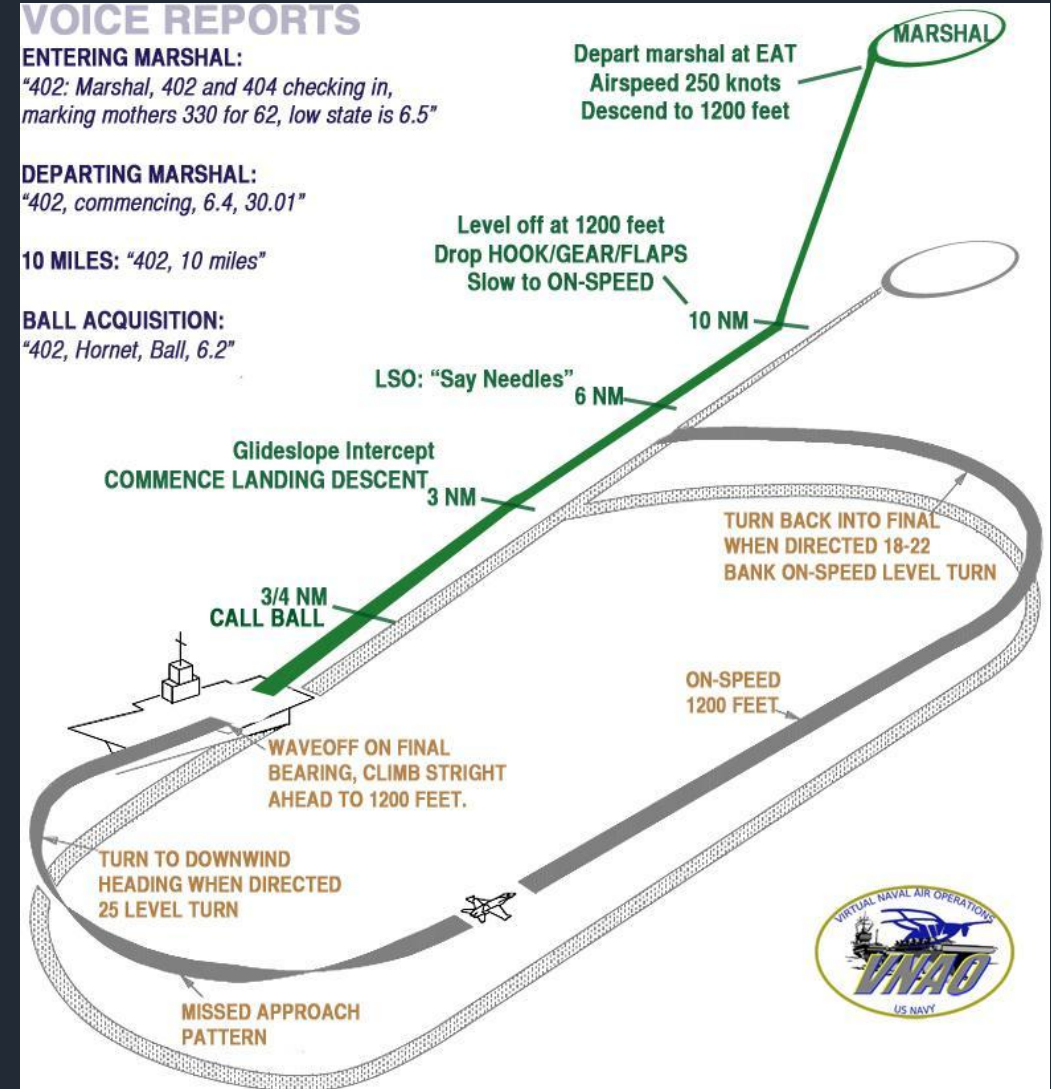 VOICE REPORTS
ENTERING MARSHAL:
"402: Marshal, 402 and 404 checking in,
marking mothers 330 for 62, low state is 6.5"
DEPARTING MARSHAL:
"402, commencing, 6.4, 30.01"
10 MILES: "402, 10 miles"
BALL ACQUISITION:
"402, Hornet, Ball, 6.2"
MARSHAL
Depart marshal at EAT
Airspeed 250 knots
Descend to 1200 feet
Level off at 1200 feet
Drop HOOK/GEAR/FLAPS
Slow to ON-SPEED
10 NM
LSO: "Say Needles"
6 NM
Glideslope Intercept
COMMENCE LANDING DESCENT
3 NM
TURN BACK INTO FINAL
WHEN DIRECTED 18-22
BANK ON-SPEED LEVEL TURN
3/4 NM
CALL BALL
ON-SPEED
1200 FEET
WAVEOFF ON FINAL
BEARING, CLIMB STRIGHT
AHEAD TO 1200 FEET.
TURN TO DOWNWIND
HEADING WHEN DIRECTED
25 LEVEL TURN
MISSED APPROACH
PATTERN
VIRTUAL NAVAL AIR OPERATIONS
VNAO
US NAVY